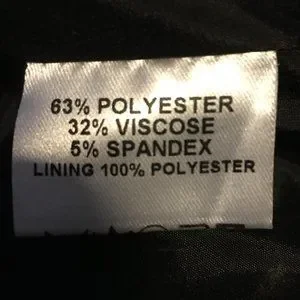 63% POLYESTER
32% VISCOSE
5% SPANDEX
LINING 100% POLYESTER